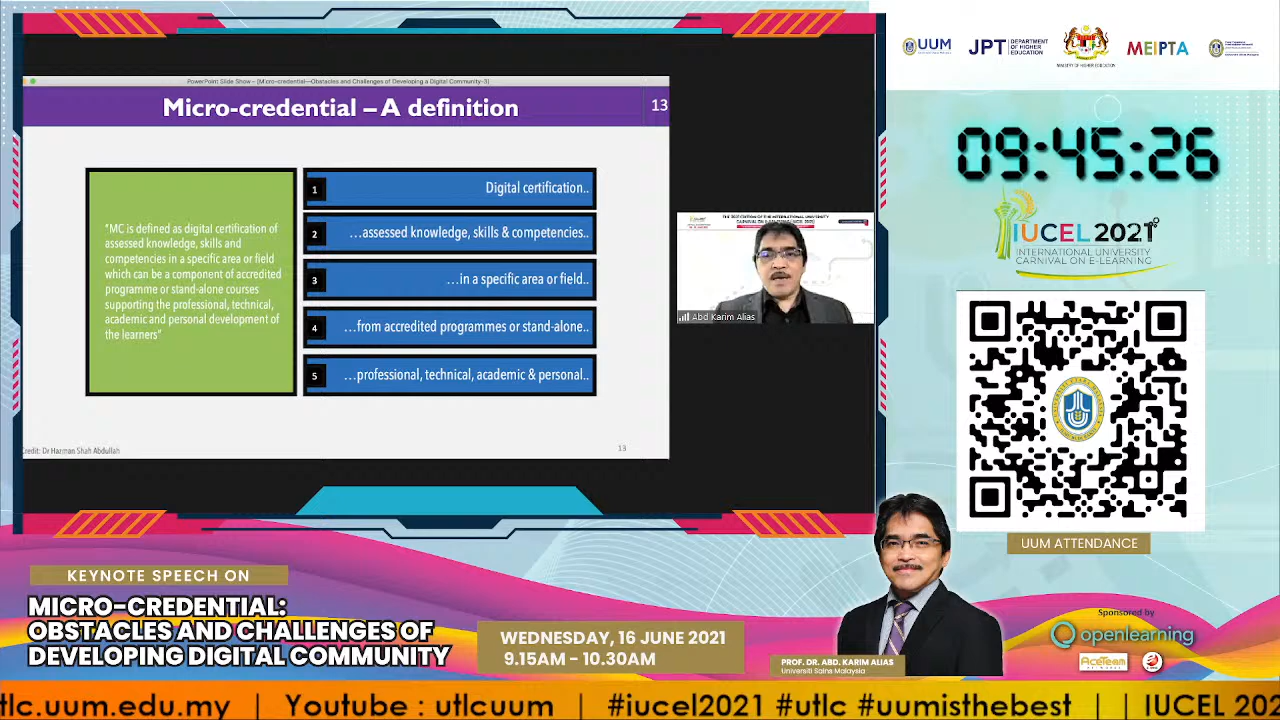 PowerPoint Slide Show - [Micro-credential—Obstacles and Challenges of Developing a Digital Community-3]
Micro-credential – A definition
13
"MC is defined as digital certification of
assessed knowledge, skills and
competencies in a specific area or field
which can be a component of accredited
programme or stand-alone courses
supporting the professional, technical,
academic and personal development of
the learners"
1
Digital certification..
2
…assessed knowledge, skills & competencies..
3
…in a specific area or field..
4
…from accredited programmes or stand-alone..
5
…professional, technical, academic & personal..
Credit: Dr Hazman Shah Abdullah
13
Abd Karim Alias
UUM
JPT
DEPARTMENT
OF HIGHER
EDUCATION
MINISTRY OF HIGHER EDUCATION
MEIPTA
09:45:26
IUCEL 2021
INTERNATIONAL UNIVERSITY
CARNIVAL ON E-LEARNING
UUM ATTENDANCE
KEYNOTE SPEECH ON
MICRO-CREDENTIAL:
OBSTACLES AND CHALLENGES OF
DEVELOPING DIGITAL COMMUNITY
WEDNESDAY, 16 JUNE 2021
9.15AM - 10.30AM
PROF. DR. ABD. KARIM ALIAS
Universiti Sains Malaysia
Sponsored by
openlearning
AceTeam
tlc.uum.edu.my | Youtube : utlcuum | #iucel2021 #utlc #uumisthebest | | IUCEL 202